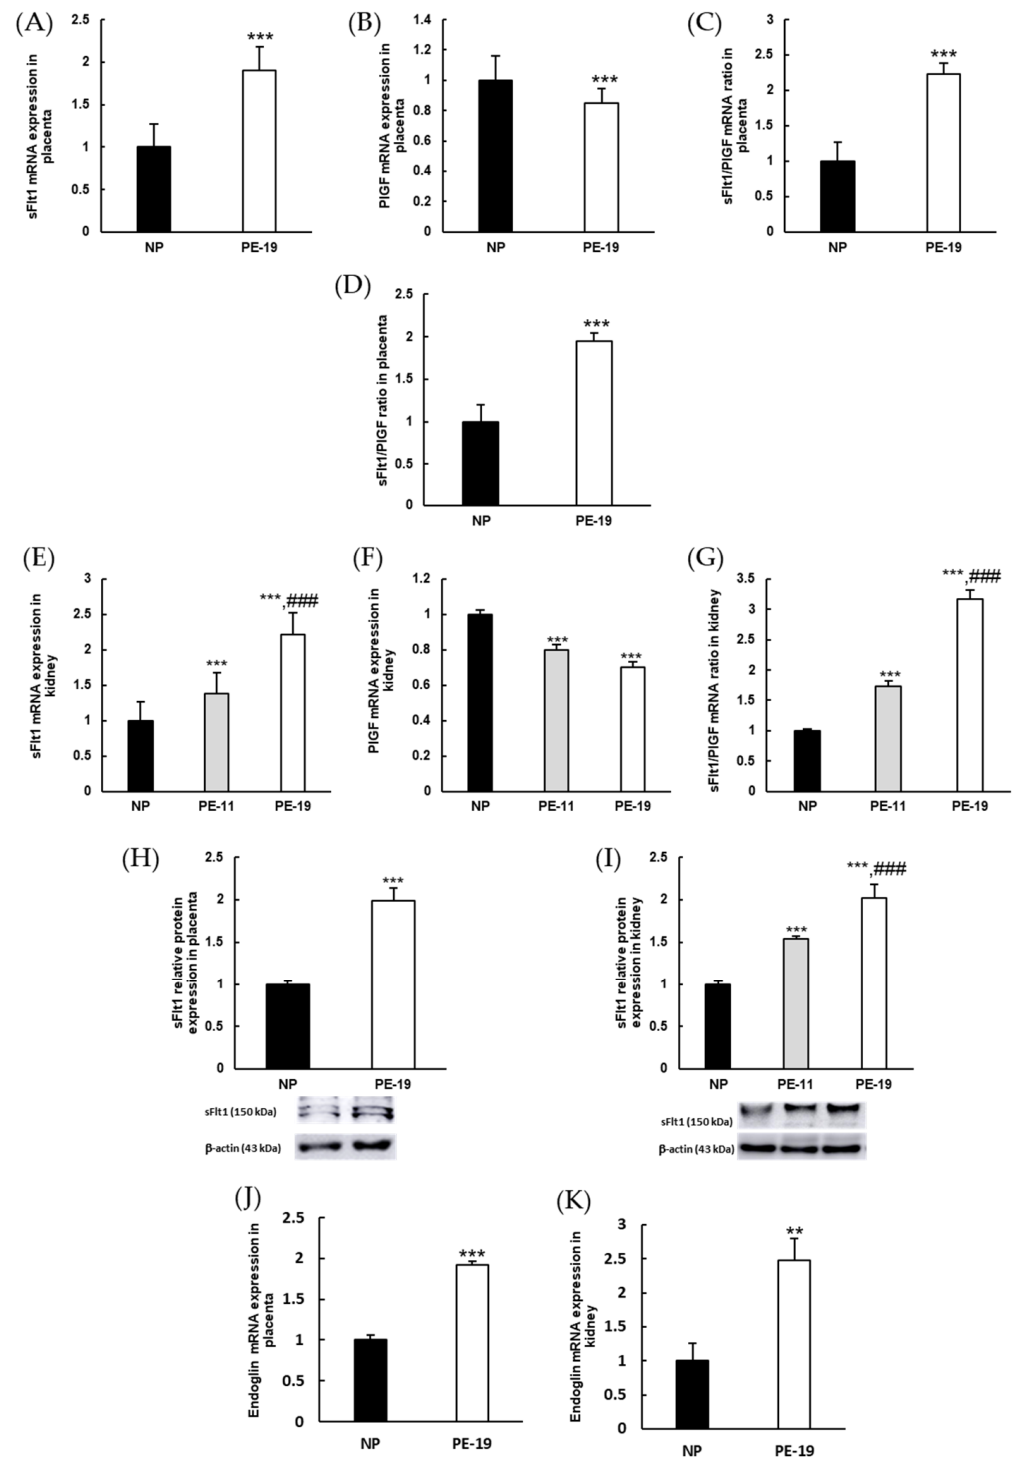 (A)
sFlt1 mRNA expression in
placenta
2.5
2
1.5
1
0.5
0
***
NP
PE-19
(B)
PlGF mRNA expression in
placenta
1.4
1.2
1
0.8
0.6
0.4
0.2
0
***
NP
PE-19
(C)
sFlt1/PlGF mRNA ratio in
placenta
3
2.5
2
1.5
1
0.5
0
***
NP
PE-19
(D)
sFlt1/PlGF ratio in placenta
2.5
2
1.5
1
0.5
0
***
NP
PE-19
(E)
sFlt1 mRNA expression in
kidney
3
2.5
2
1.5
1
0.5
0
***
***,###
NP
PE-11
PE-19
(F)
PlGF mRNA expression in
kidney
1.2
1
0.8
0.6
0.4
0.2
0
***
***
NP
PE-11
PE-19
(G)
sFlt1/PlGF mRNA ratio in kidney
3.5
3
2.5
2
1.5
1
0.5
0
***
***,###
NP
PE-11
PE-19
(H)
sFlt1 relative protein
expression in placenta
2.5
2
1.5
1
0.5
0
***
NP
PE-19
sFlt1 (150 kDa)
β-actin (43 kDa)
(I)
sFlt1 relative protein
expression in kidney
2.5
2
1.5
1
0.5
0
***
***,###
NP
PE-11
PE-19
sFlt1 (150 kDa)
β-actin (43 kDa)
(J)
Endoglin mRNA expression in
placenta
2.5
2
1.5
1
0.5
0
***
NP
PE-19
(K)
Endoglin mRNA expression in
kidney
3
2.5
2
1.5
1
0.5
0
**
NP
PE-19